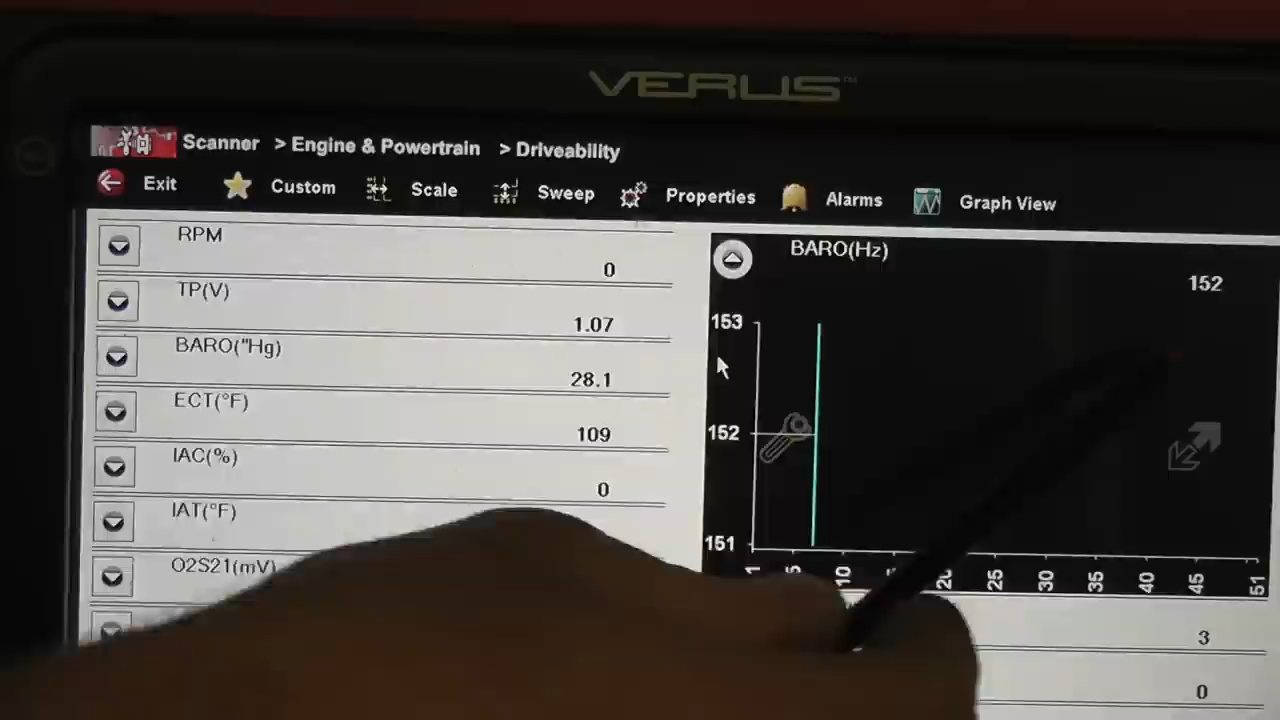 VERUS™
Scanner > Engine & Powertrain > Driveability
Exit Custom Scale Sweep Properties Alarms Graph View
RPM
0
TP(V)
1.07
BARO("Hg)
28.1
ECT(°F)
109
IAC(%)
0
IAT(°F)
O2S21(mV)
BARO(Hz)
152
153
152
151
1 5 10 20 25 30 35 40 45 51
3
0